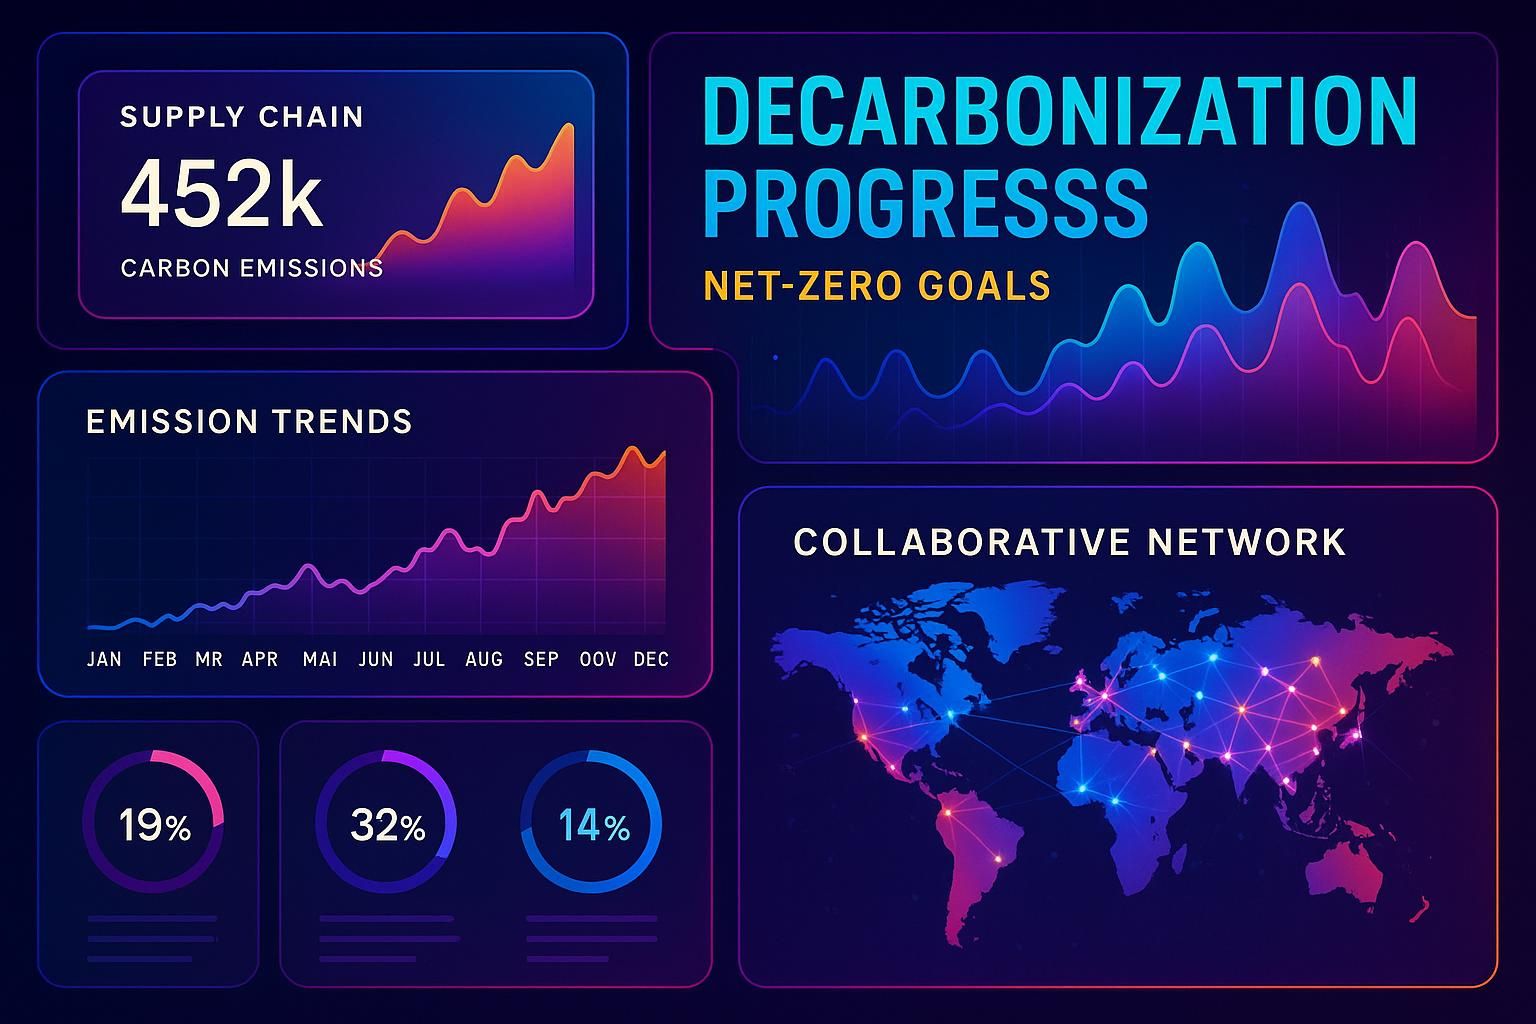 SUPPLY CHAIN
452k
CARBON EMISSIONS
DECARBONIZATION
PROGRESSS
NET-ZERO GOALS
EMISSION TRENDS
JAN FEB MR APR MAI JUN JUL AUG SEP OOV DEC
19%
32%
14%
COLLABORATIVE NETWORK